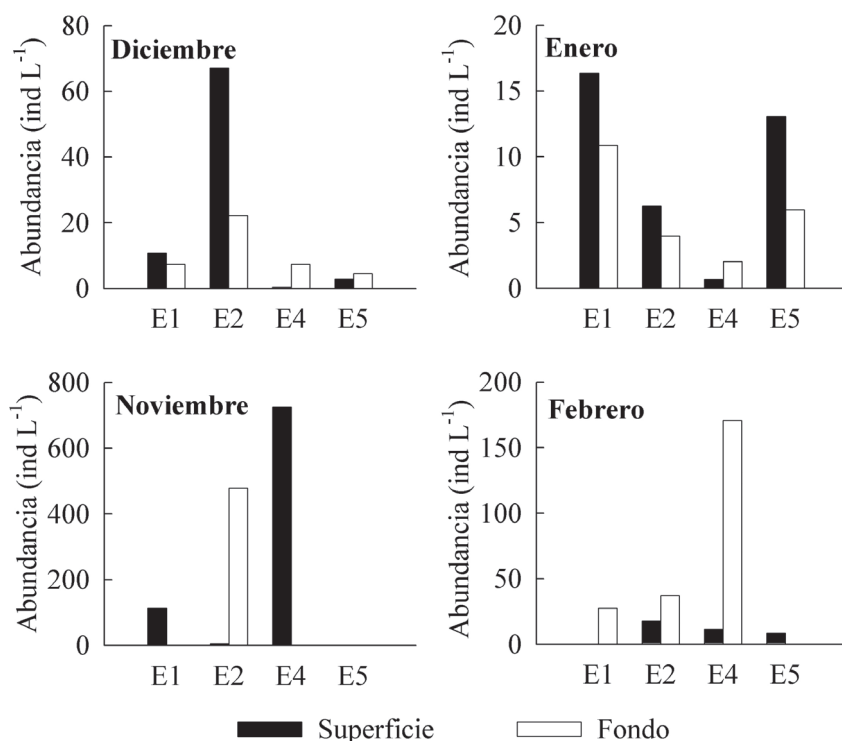 Diciembre
Abundancia (ind L⁻¹)
80
60
40
20
0
E1 E2 E4 E5
Enero
Abundancia (ind L⁻¹)
20
15
10
5
0
E1 E2 E4 E5
Noviembre
Abundancia (ind L⁻¹)
800
600
400
200
0
E1 E2 E4 E5
Febrero
Abundancia (ind L⁻¹)
200
150
100
50
0
E1 E2 E4 E5
Superficie Fondo